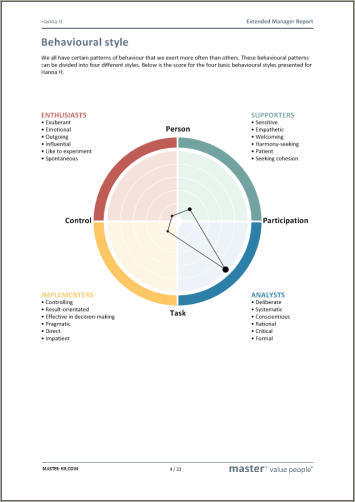 Hanna H
Extended Manager Report
Behavioural style
We all have certain patterns of behaviour that we exert more often than others. These behavioural patterns
can be divided into four different styles. Below is the score for the four basic behavioural styles presented for
Hanna H.
ENTHUSIASTS
• Exuberant
• Emotional
• Outgoing
• Influential
• Like to experiment
• Spontaneous
SUPPORTERS
• Sensitive
• Empathetic
• Welcoming
• Harmony-seeking
• Patient
• Seeking cohesion
Person
Control
Participation
Task
IMPLEMENTERS
• Controlling
• Result-orientated
• Effective in decision-making
• Pragmatic
• Direct
• Impatient
ANALYSTS
• Deliberate
• Systematic
• Conscientious
• Rational
• Critical
• Formal
MASTER-HR.COM
4 / 21
master™ value people®